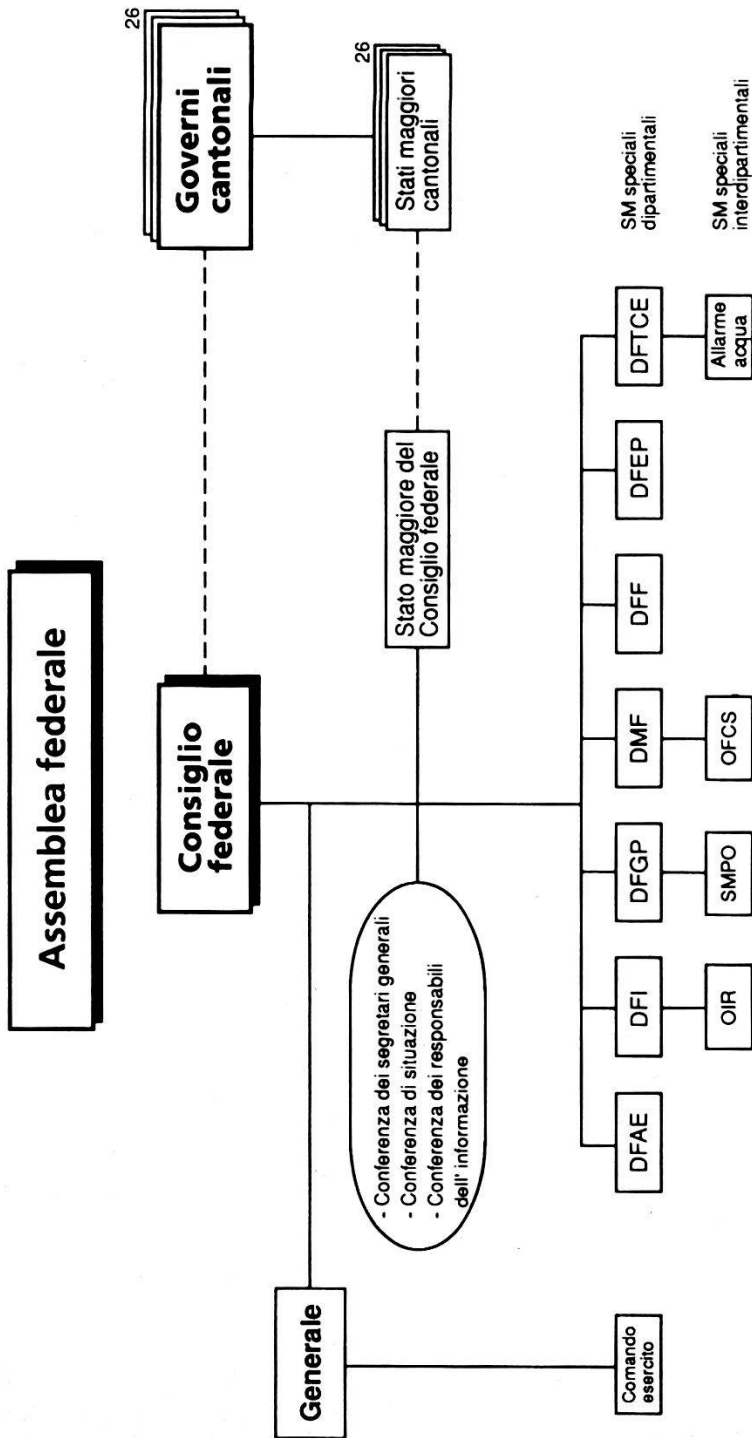 Assemblea federale
Consiglio
federale
26
Governi
cantonali
26
Stati maggiori
cantonali
Generale
- Conferenza dei segretari generali
- Conferenza di situazione
- Conferenza dei responsabili
dell' informazione
Stato maggiore del
Consiglio federale
Comando
esercito
DFAE
DFI
DFGP
DMF
DFF
DFEP
DFTCE
SM speciali
dipartimentali
OIR
SMPO
OFCS
Allarme
acqua
SM speciali
interdipartimentali